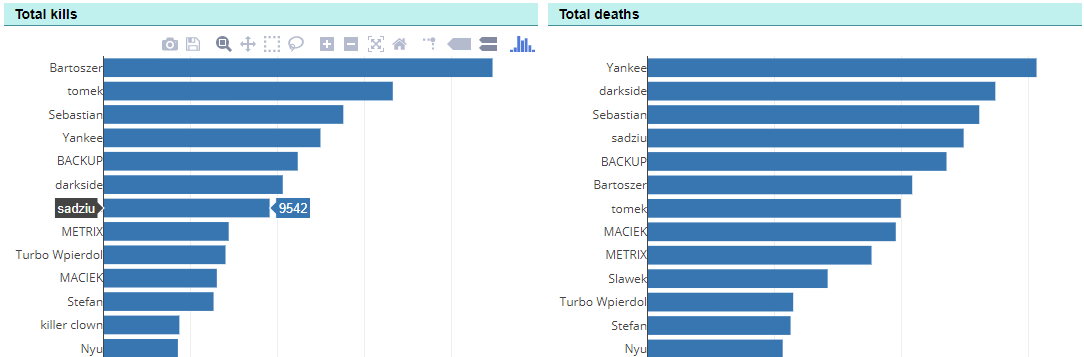 Total kills
Bartoszer
tomek
Sebastian
Yankee
BACKUP
darkside
sadziu 9542
METRIX
Turbo Wpierdol
MACIEK
Stefan
killer clown
Nyu
Total deaths
Yankee
darkside
Sebastian
sadziu
BACKUP
Bartoszer
tomek
MACIEK
METRIX
Slawek
Turbo Wpierdol
Stefan
Nyu